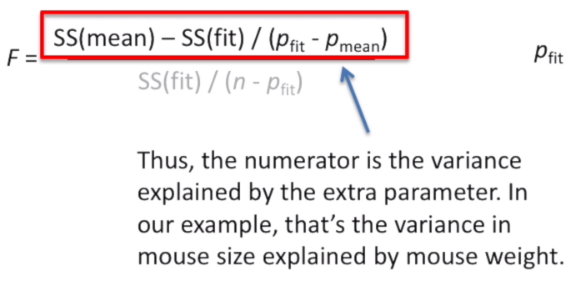 SS(mean) – SS(fit) / (pfit - pmean)
F =
pfit
SS(fit) / (n - pfit)
Thus, the numerator is the variance
explained by the extra parameter. In
our example, that's the variance in
mouse size explained by mouse weight.